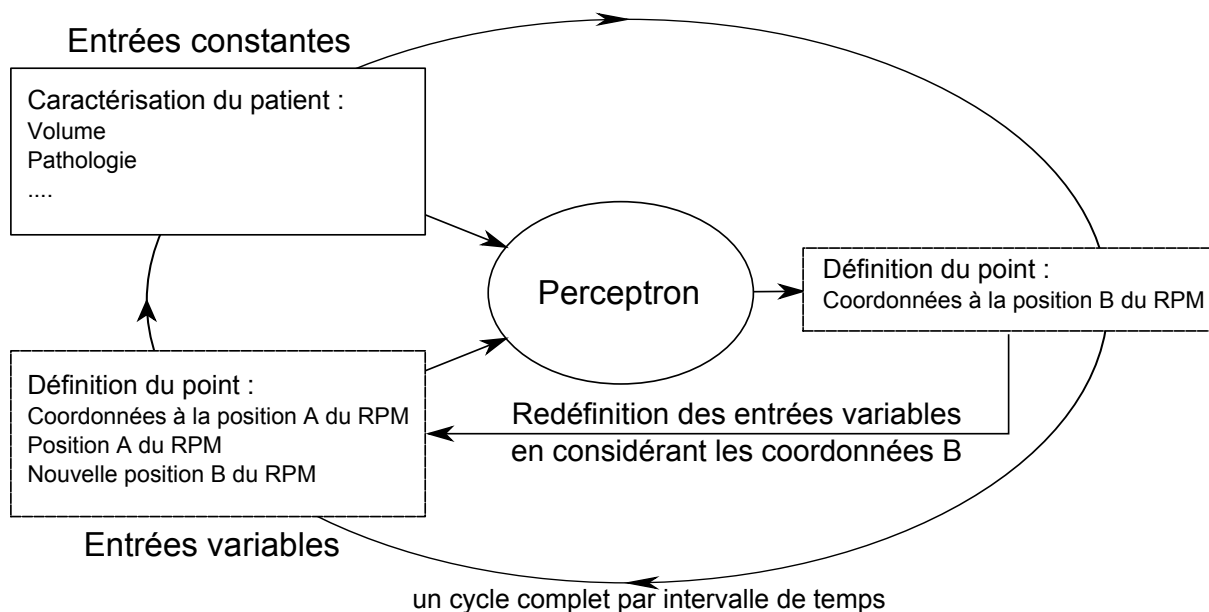 Entrées constantes
Caractérisation du patient :
Volume
Pathologie
....
Perceptron
Définition du point :
Coordonnées à la position B du RPM
Définition du point :
Coordonnées à la position A du RPM
Position A du RPM
Nouvelle position B du RPM
Redéfinition des entrées variables
en considérant les coordonnées B
Entrées variables
un cycle complet par intervalle de temps